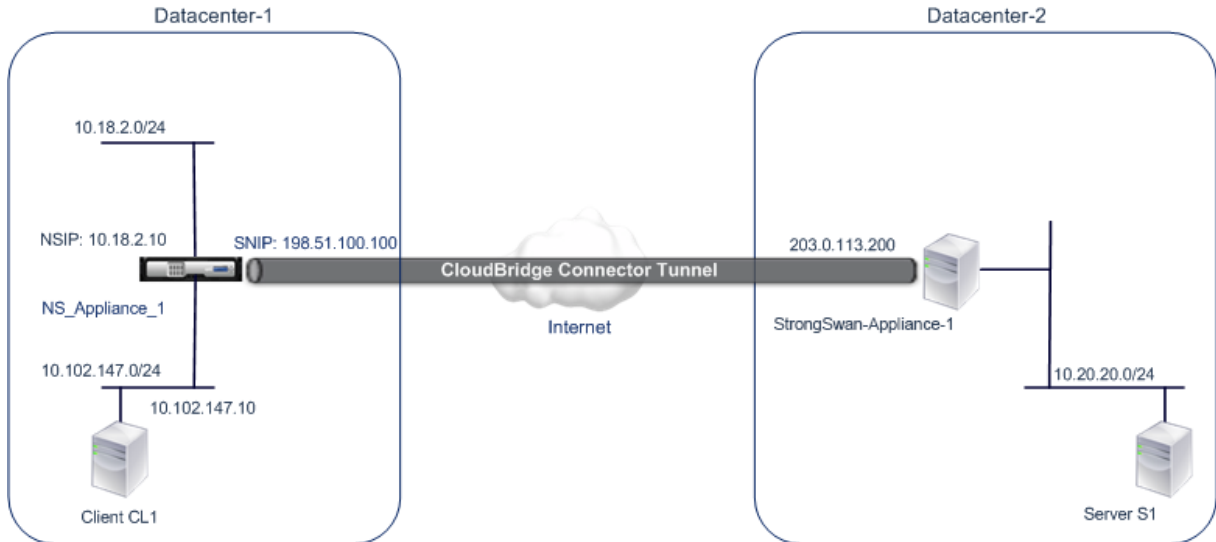 Datacenter-1
Datacenter-2
10.18.2.0/24
NSIP: 10.18.2.10
SNIP: 198.51.100.100
203.0.113.200
CloudBridge Connector Tunnel
NS_Appliance_1
Internet
StrongSwan-Appliance-1
10.102.147.0/24
10.20.20.0/24
10.102.147.10
Client CL1
Server S1